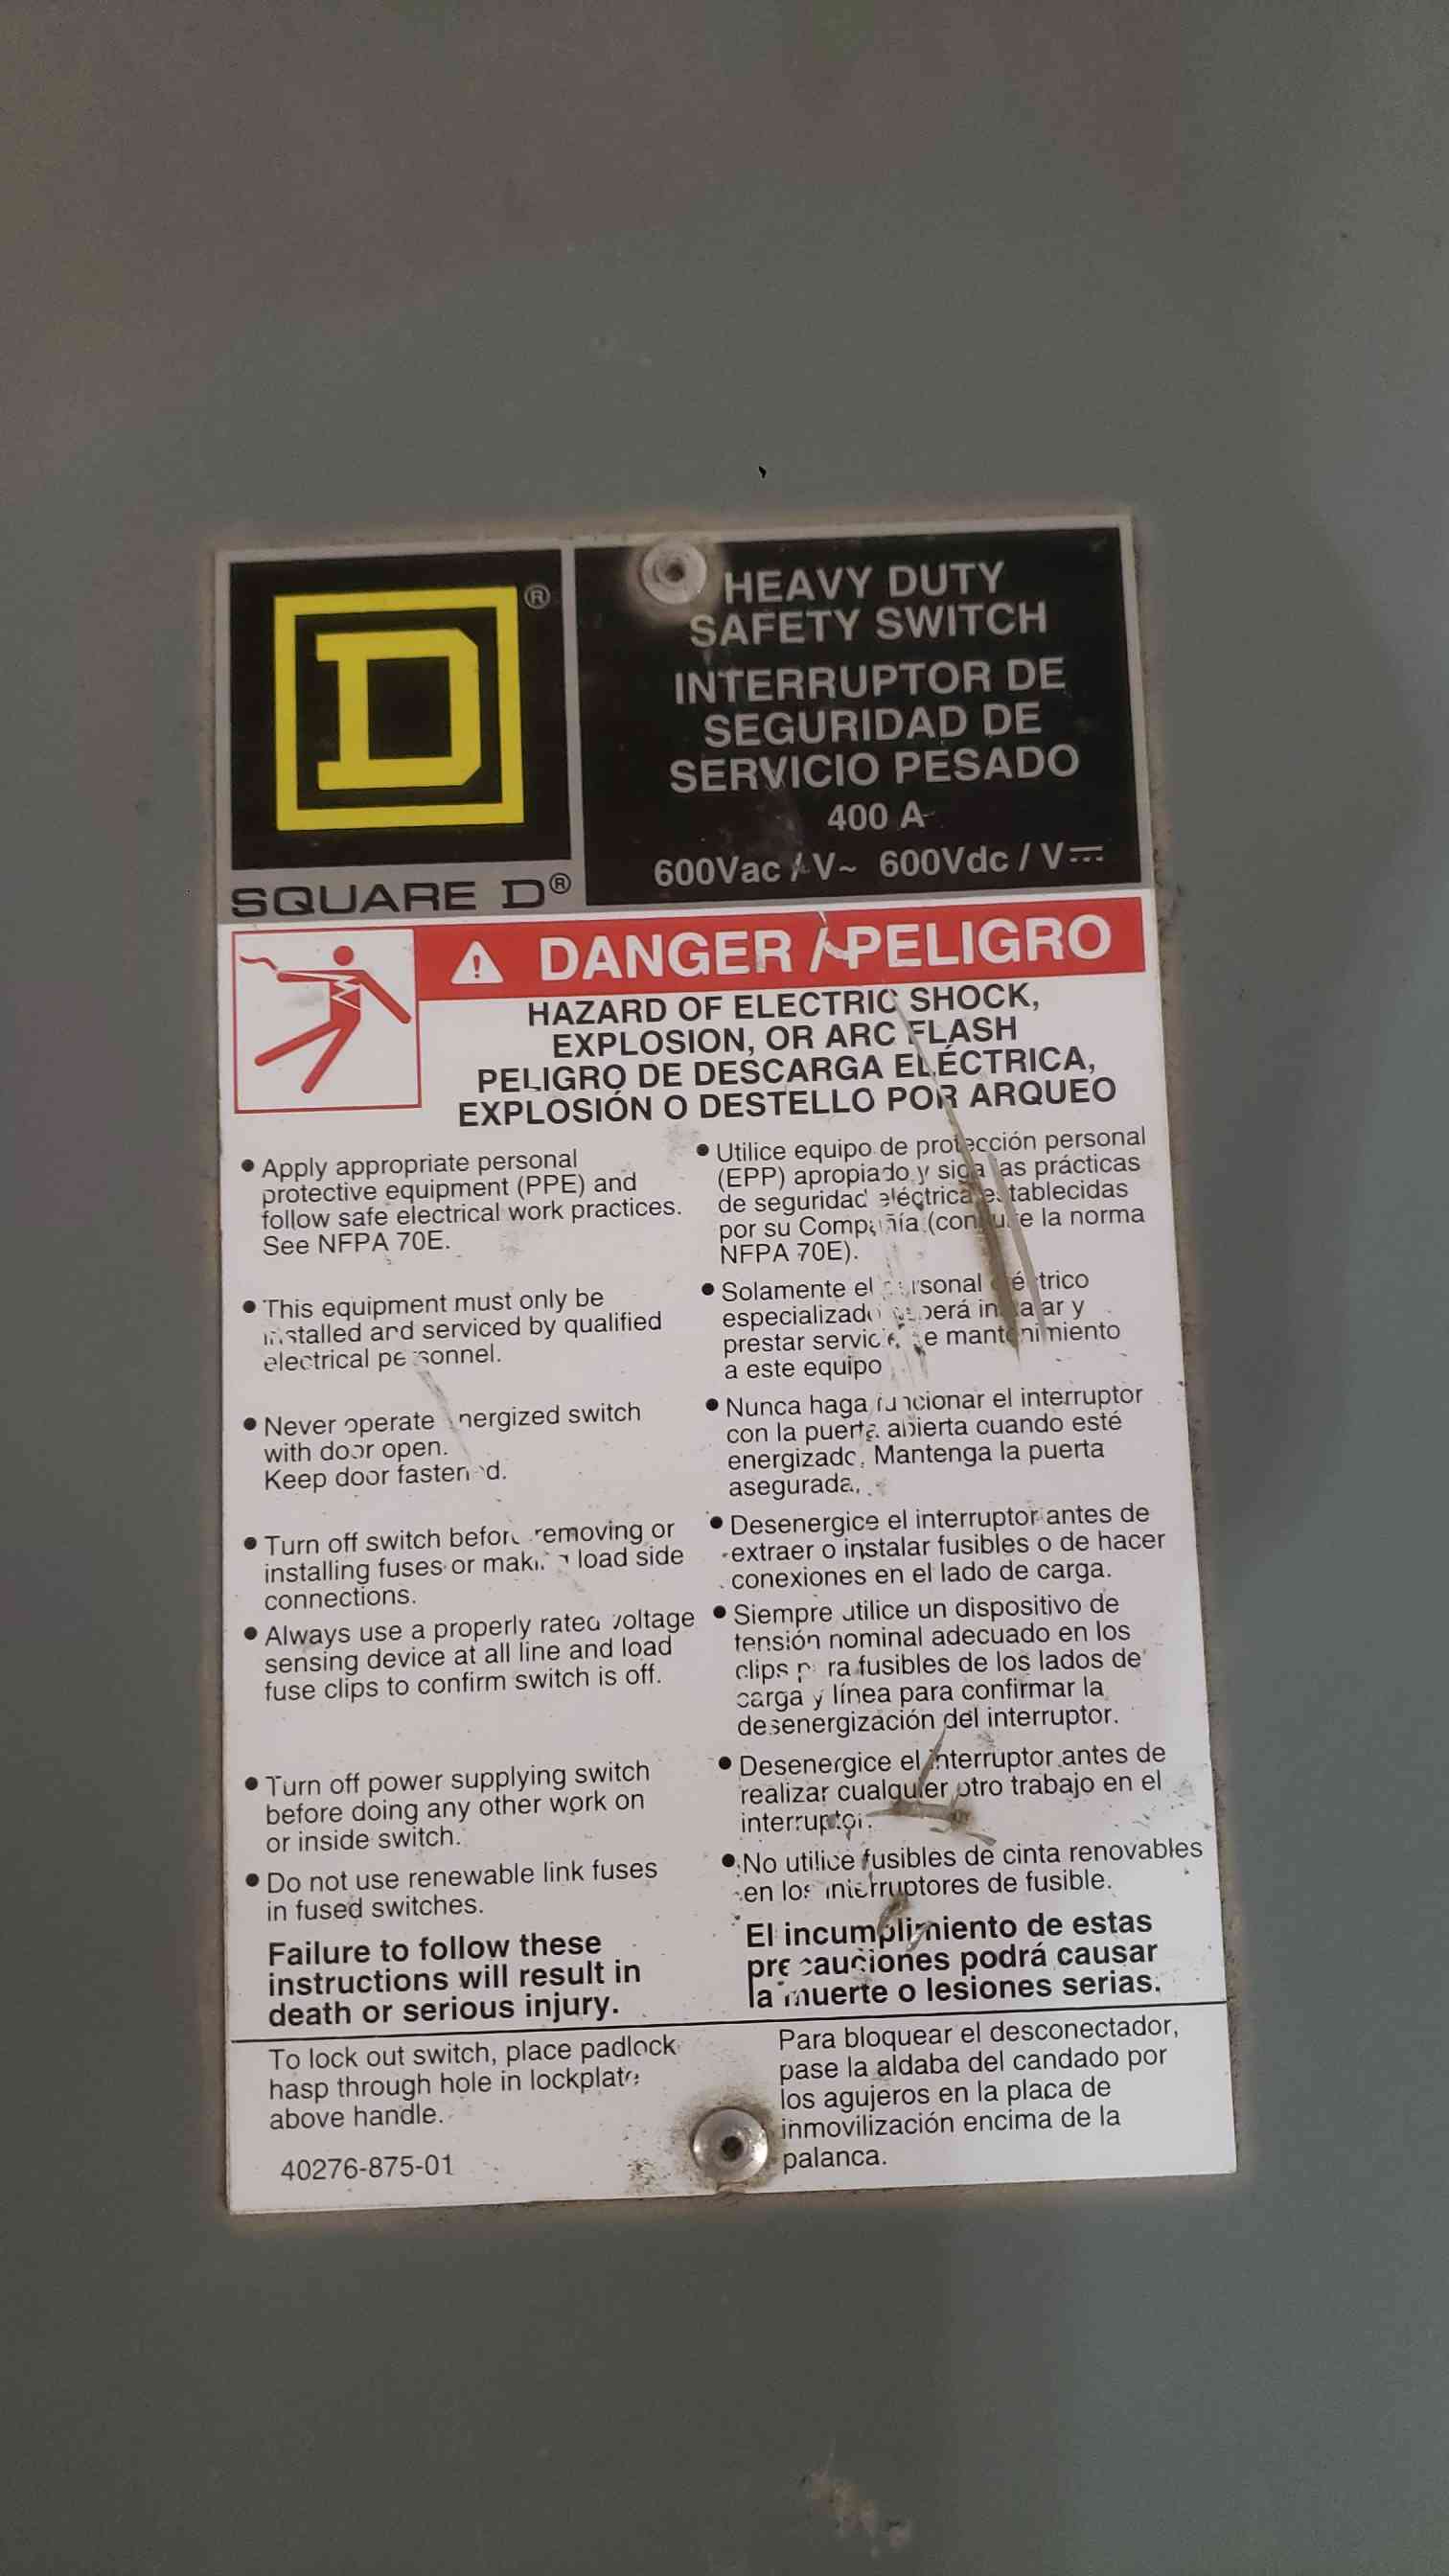 HEAVY DUTY
SAFETY SWITCH
INTERRUPTOR DE
SEGURIDAD DE
SERVICIO PESADO
400 A
600Vac / V~ 600Vdc / V⎓
®
D
SQUARE D®
DANGER / PELIGRO
HAZARD OF ELECTRIC SHOCK,
EXPLOSION, OR ARC FLASH
PELIGRO DE DESCARGA ELÉCTRICA,
EXPLOSIÓN O DESTELLO POR ARQUEO
• Apply appropriate personal
protective equipment (PPE) and
follow safe electrical work practices.
See NFPA 70E.
• This equipment must only be
installed and serviced by qualified
electrical personnel.
• Never operate energized switch
with door open.
Keep door fastened.
• Turn off switch before removing or
installing fuses or making load side
connections.
• Always use a properly rated voltage
sensing device at all line and load
fuse clips to confirm switch is off.
• Turn off power supplying switch
before doing any other work on
or inside switch.
• Do not use renewable link fuses
in fused switches.
Failure to follow these
instructions will result in
death or serious injury.
• Utilice equipo de protección personal
(EPP) apropiado y siga las prácticas
de seguridad eléctrica establecidas
por su Compañía (consulte la norma
NFPA 70E).
• Solamente el personal eléctrico
especializado deberá instalar y
prestar servicio de mantenimiento
a este equipo
• Nunca haga funcionar el interruptor
con la puerta abierta cuando esté
energizado. Mantenga la puerta
asegurada.
• Desenergice el interruptor antes de
extraer o instalar fusibles o de hacer
conexiones en el lado de carga.
• Siempre utilice un dispositivo de
tensión nominal adecuado en los
clips para fusibles de los lados de
carga y línea para confirmar la
desenergización del interruptor.
• Desenergice el interruptor antes de
realizar cualquier otro trabajo en el
interruptor.
• No utilice fusibles de cinta renovables
en los interruptores de fusible.
El incumplimiento de estas
precauciones podrá causar
la muerte o lesiones serias.
To lock out switch, place padlock
hasp through hole in lockplate
above handle.
40276-875-01
Para bloquear el desconectador,
pase la aldaba del candado por
los agujeros en la placa de
inmovilización encima de la
palanca.